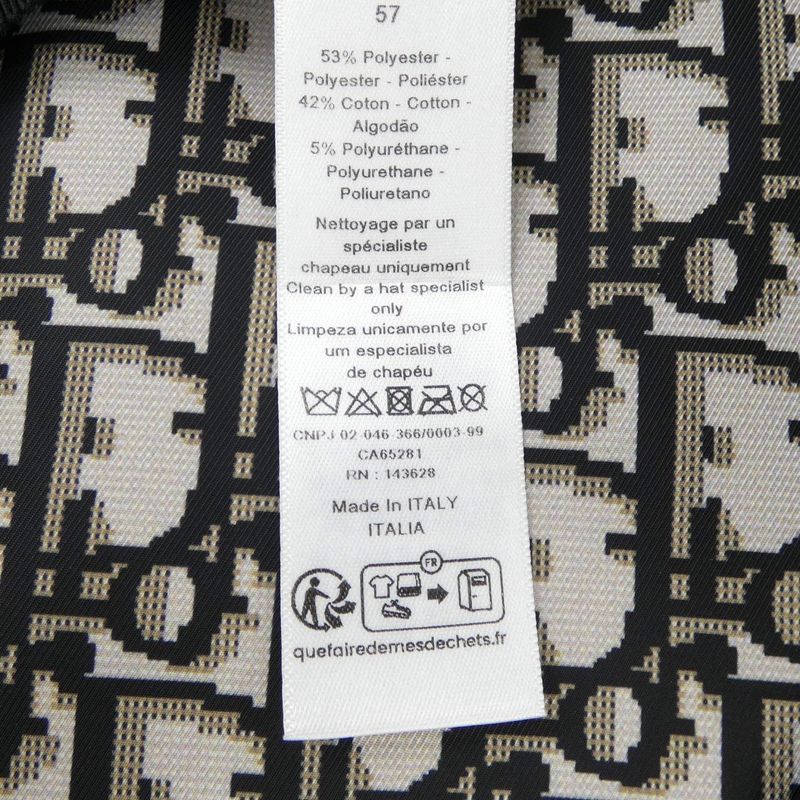 57
53% Polyester -
Polyester - Poliéster
42% Coton - Cotton -
Algodão
5% Polyuréthane -
Polyurethane -
Poliuretano
Nettoyage par un
spécialiste
chapeau uniquement
Clean by a hat specialist
only
Limpeza unicamente por
um especialista
de chapéu
CNPJ 02-046-366/0003-99
CA65281
RN : 143628
Made In ITALY
ITALIA
FR
quefairedemesdechets.fr